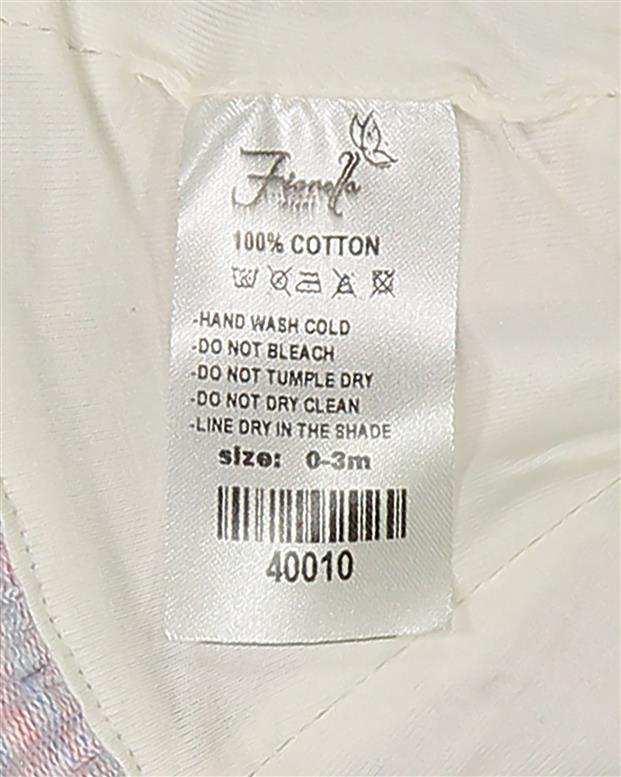 100% COTTON
-HAND WASH COLD
-DO NOT BLEACH
-DO NOT TUMPLE DRY
-DO NOT DRY CLEAN
-LINE DRY IN THE SHADE
size: 0-3m
40010